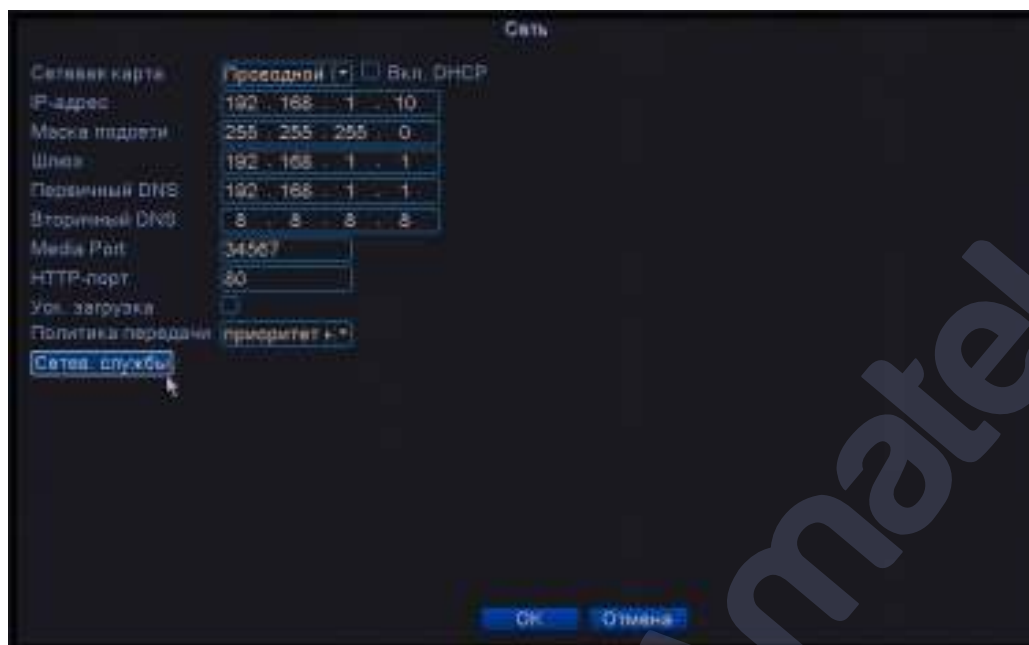 Сеть
Сетевая карта Проводной Вкл. DHCP
IP-адрес 192 . 168 . 1 . 10
Маска подсети 255 . 255 . 255 . 0
Шлюз 192 . 168 . 1 . 1
Первичный DNS 192 . 168 . 1 . 1
Вторичный DNS 8 . 8 . 8 . 8
Media Port 34567
HTTP-порт 80
Уск. загрузка
Политика передачи приоритет к
Сетев. службы
OK Отмена
matel